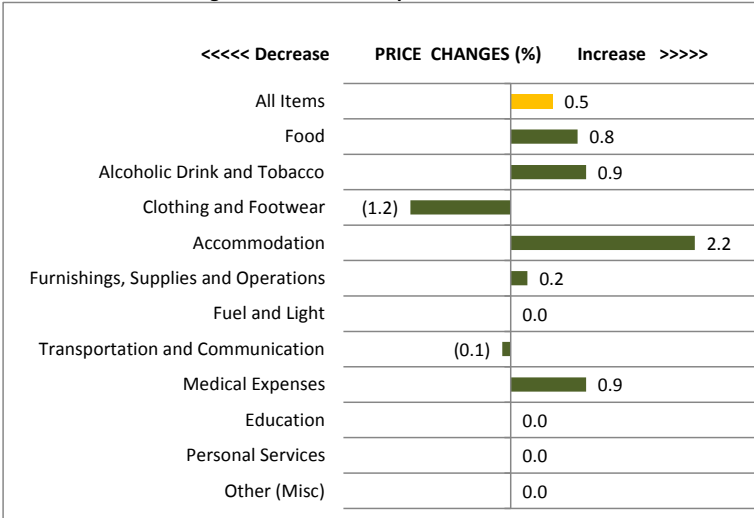 <<<<< Decrease PRICE CHANGES (%) Increase >>>>>
All Items 0.5
Food 0.8
Alcoholic Drink and Tobacco 0.9
Clothing and Footwear (1.2)
Accommodation 2.2
Furnishings, Supplies and Operations 0.2
Fuel and Light 0.0
Transportation and Communication (0.1)
Medical Expenses 0.9
Education 0.0
Personal Services 0.0
Other (Misc) 0.0